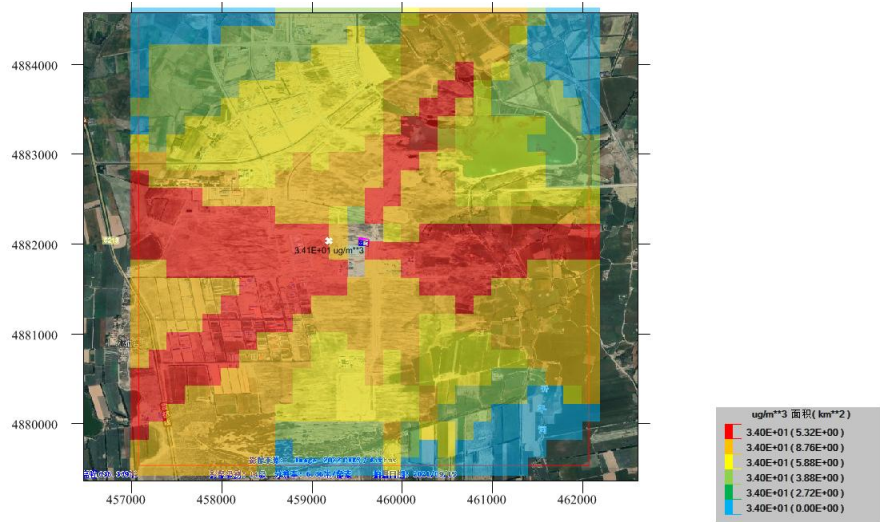 4884000
4883000
4882000
4881000
4880000
3.41E+01 ug/m**3
457000 458000 459000 460000 461000 462000
ug/m**3 面积( km**2)
3.40E+01 ( 5.32E+00 )
3.40E+01 ( 8.76E+00 )
3.40E+01 ( 5.88E+00 )
3.40E+01 ( 3.88E+00 )
3.40E+01 ( 2.72E+00 )
3.40E+01 ( 0.00E+00 )